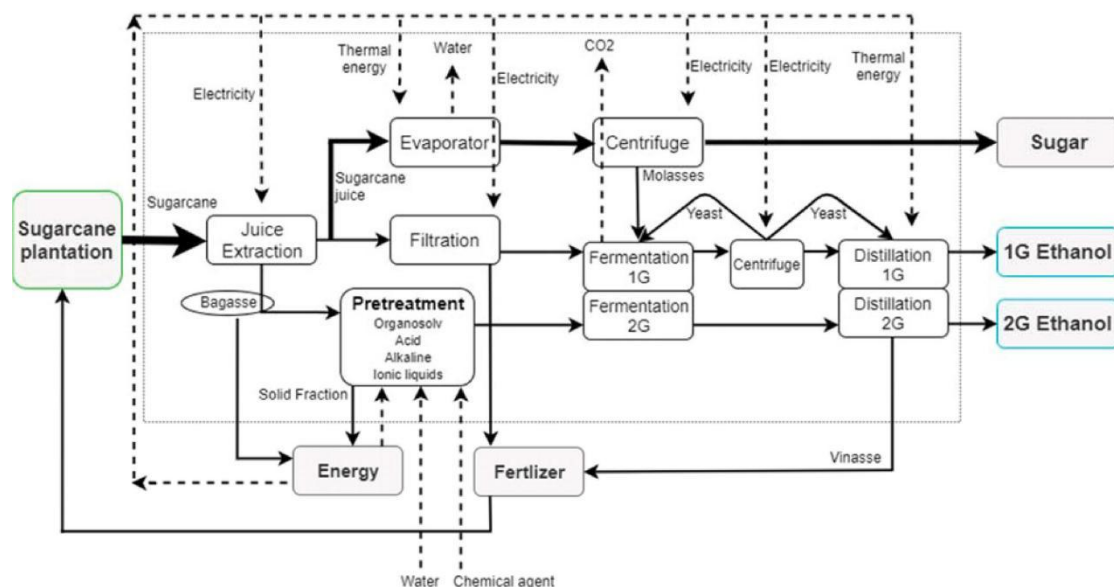 Thermal
energy
Water
CO2
Electricity
Electricity
Electricity
Electricity
Thermal
energy
Evaporator
Centrifuge
Sugar
Sugarcane
juice
Molasses
Sugarcane
plantation
Sugarcane
Juice
Extraction
Filtration
Yeast
Yeast
Fermentation
1G
Centrifuge
Distillation
1G
1G Ethanol
Bagasse
Pretreatment
Organosolv
Acid
Alkaline
Ionic liquids
Fermentation
2G
Distillation
2G
2G Ethanol
Solid Fraction
Energy
Fertlizer
Vinasse
Water
Chemical agent